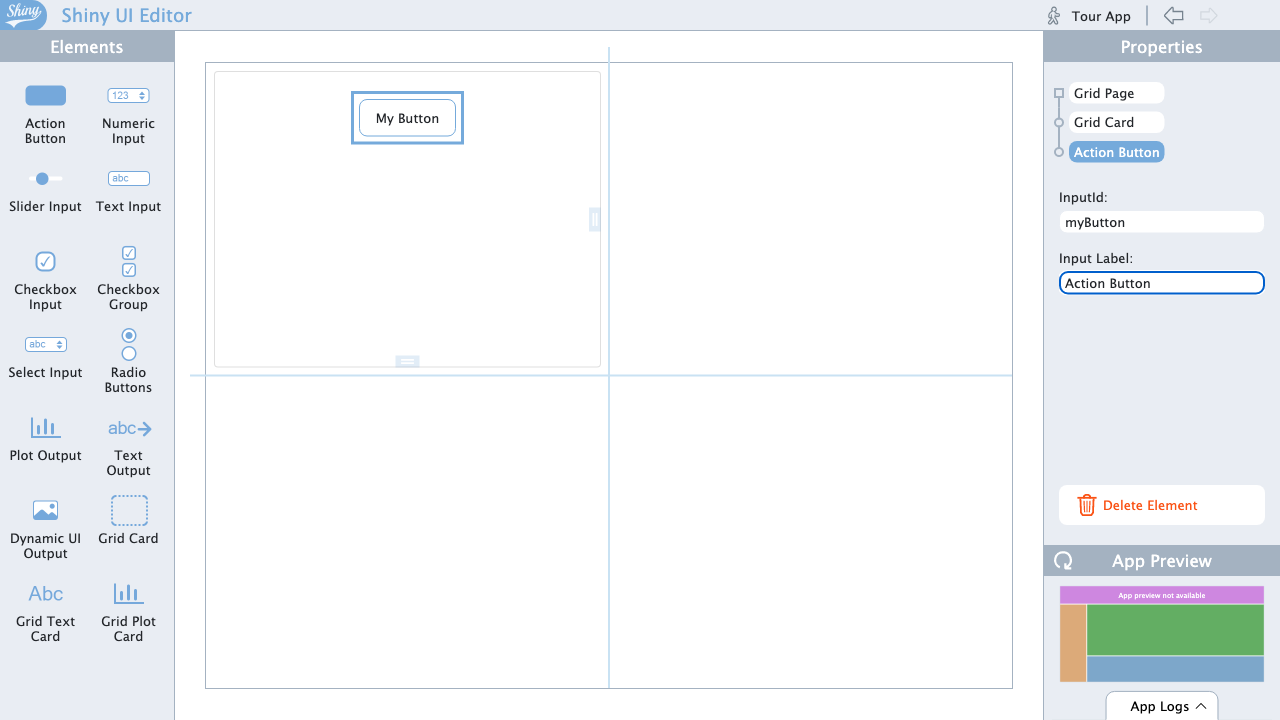 Shiny
Shiny UI Editor
Tour App
Elements
Action
Button
123
Numeric
Input
Slider Input
abc
Text Input
Checkbox
Input
Checkbox
Group
abc
Select Input
Radio
Buttons
Plot Output
abc
Text
Output
Dynamic UI
Output
Grid Card
Abc
Grid Text
Card
Grid Plot
Card
My Button
Properties
Grid Page
Grid Card
Action Button
InputId:
myButton
Input Label:
Action Button
Delete Element
App Preview
App preview not available
App Logs